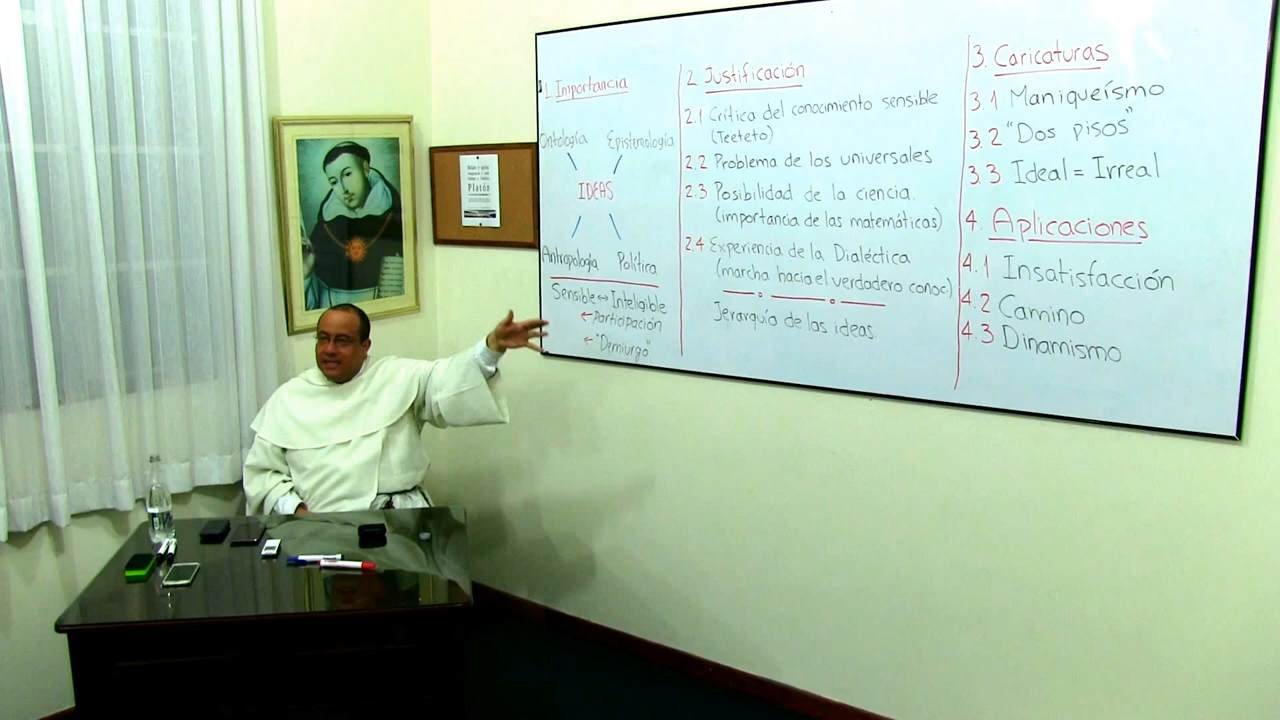 1. Importancia
Ontología Epistemología
IDEAS
Antropología Política
Sensible ↔ Inteligible
← Participación
← "Demiurgo"
2. Justificación
2.1 Crítica del conocimiento sensible
(Teeteto)
2.2 Problema de los universales
2.3 Posibilidad de la ciencia.
(importancia de las matemáticas)
2.4 Experiencia de la Dialéctica
(marcha hacia el verdadero conoc)
Jerarquía de las ideas
3. Caricaturas
3.1 Maniqueísmo
3.2 "Dos pisos"
3.3 Ideal = Irreal
4. Aplicaciones
4.1 Insatisfacción
4.2 Camino
4.3 Dinamismo
Platón